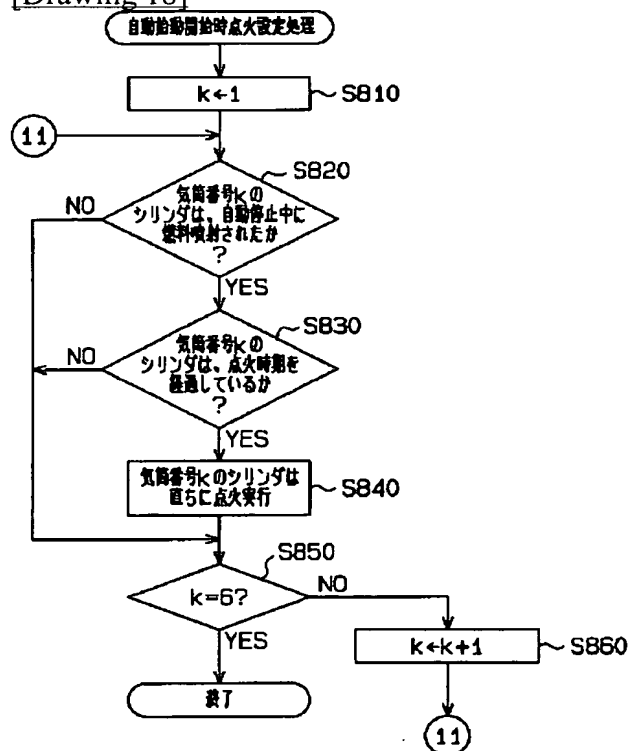 自動始動開始時点火設定処理
k←1
S810
11
S820
気筒番号kの
シリンダは、自動停止中に
燃料噴射されたか
?
NO
YES
S830
気筒番号kの
シリンダは、点火時期を
経過しているか
?
NO
YES
気筒番号kのシリンダは
直ちに点火実行
S840
S850
k=6?
NO
YES
k←k+1
S860
終了
11